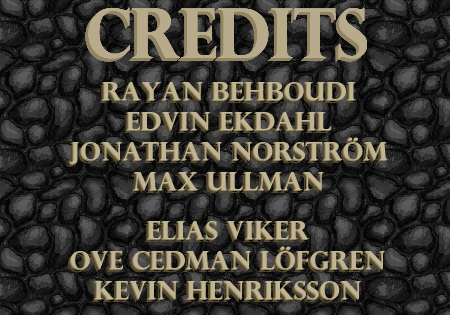 CREDITS
RAYAN BEHBOUDI
EDVIN EKDAHL
JONATHAN NORSTRÖM
MAX ULLMAN
ELIAS VIKER
OVE CEDMAN LÖFGREN
KEVIN HENRIKSSON